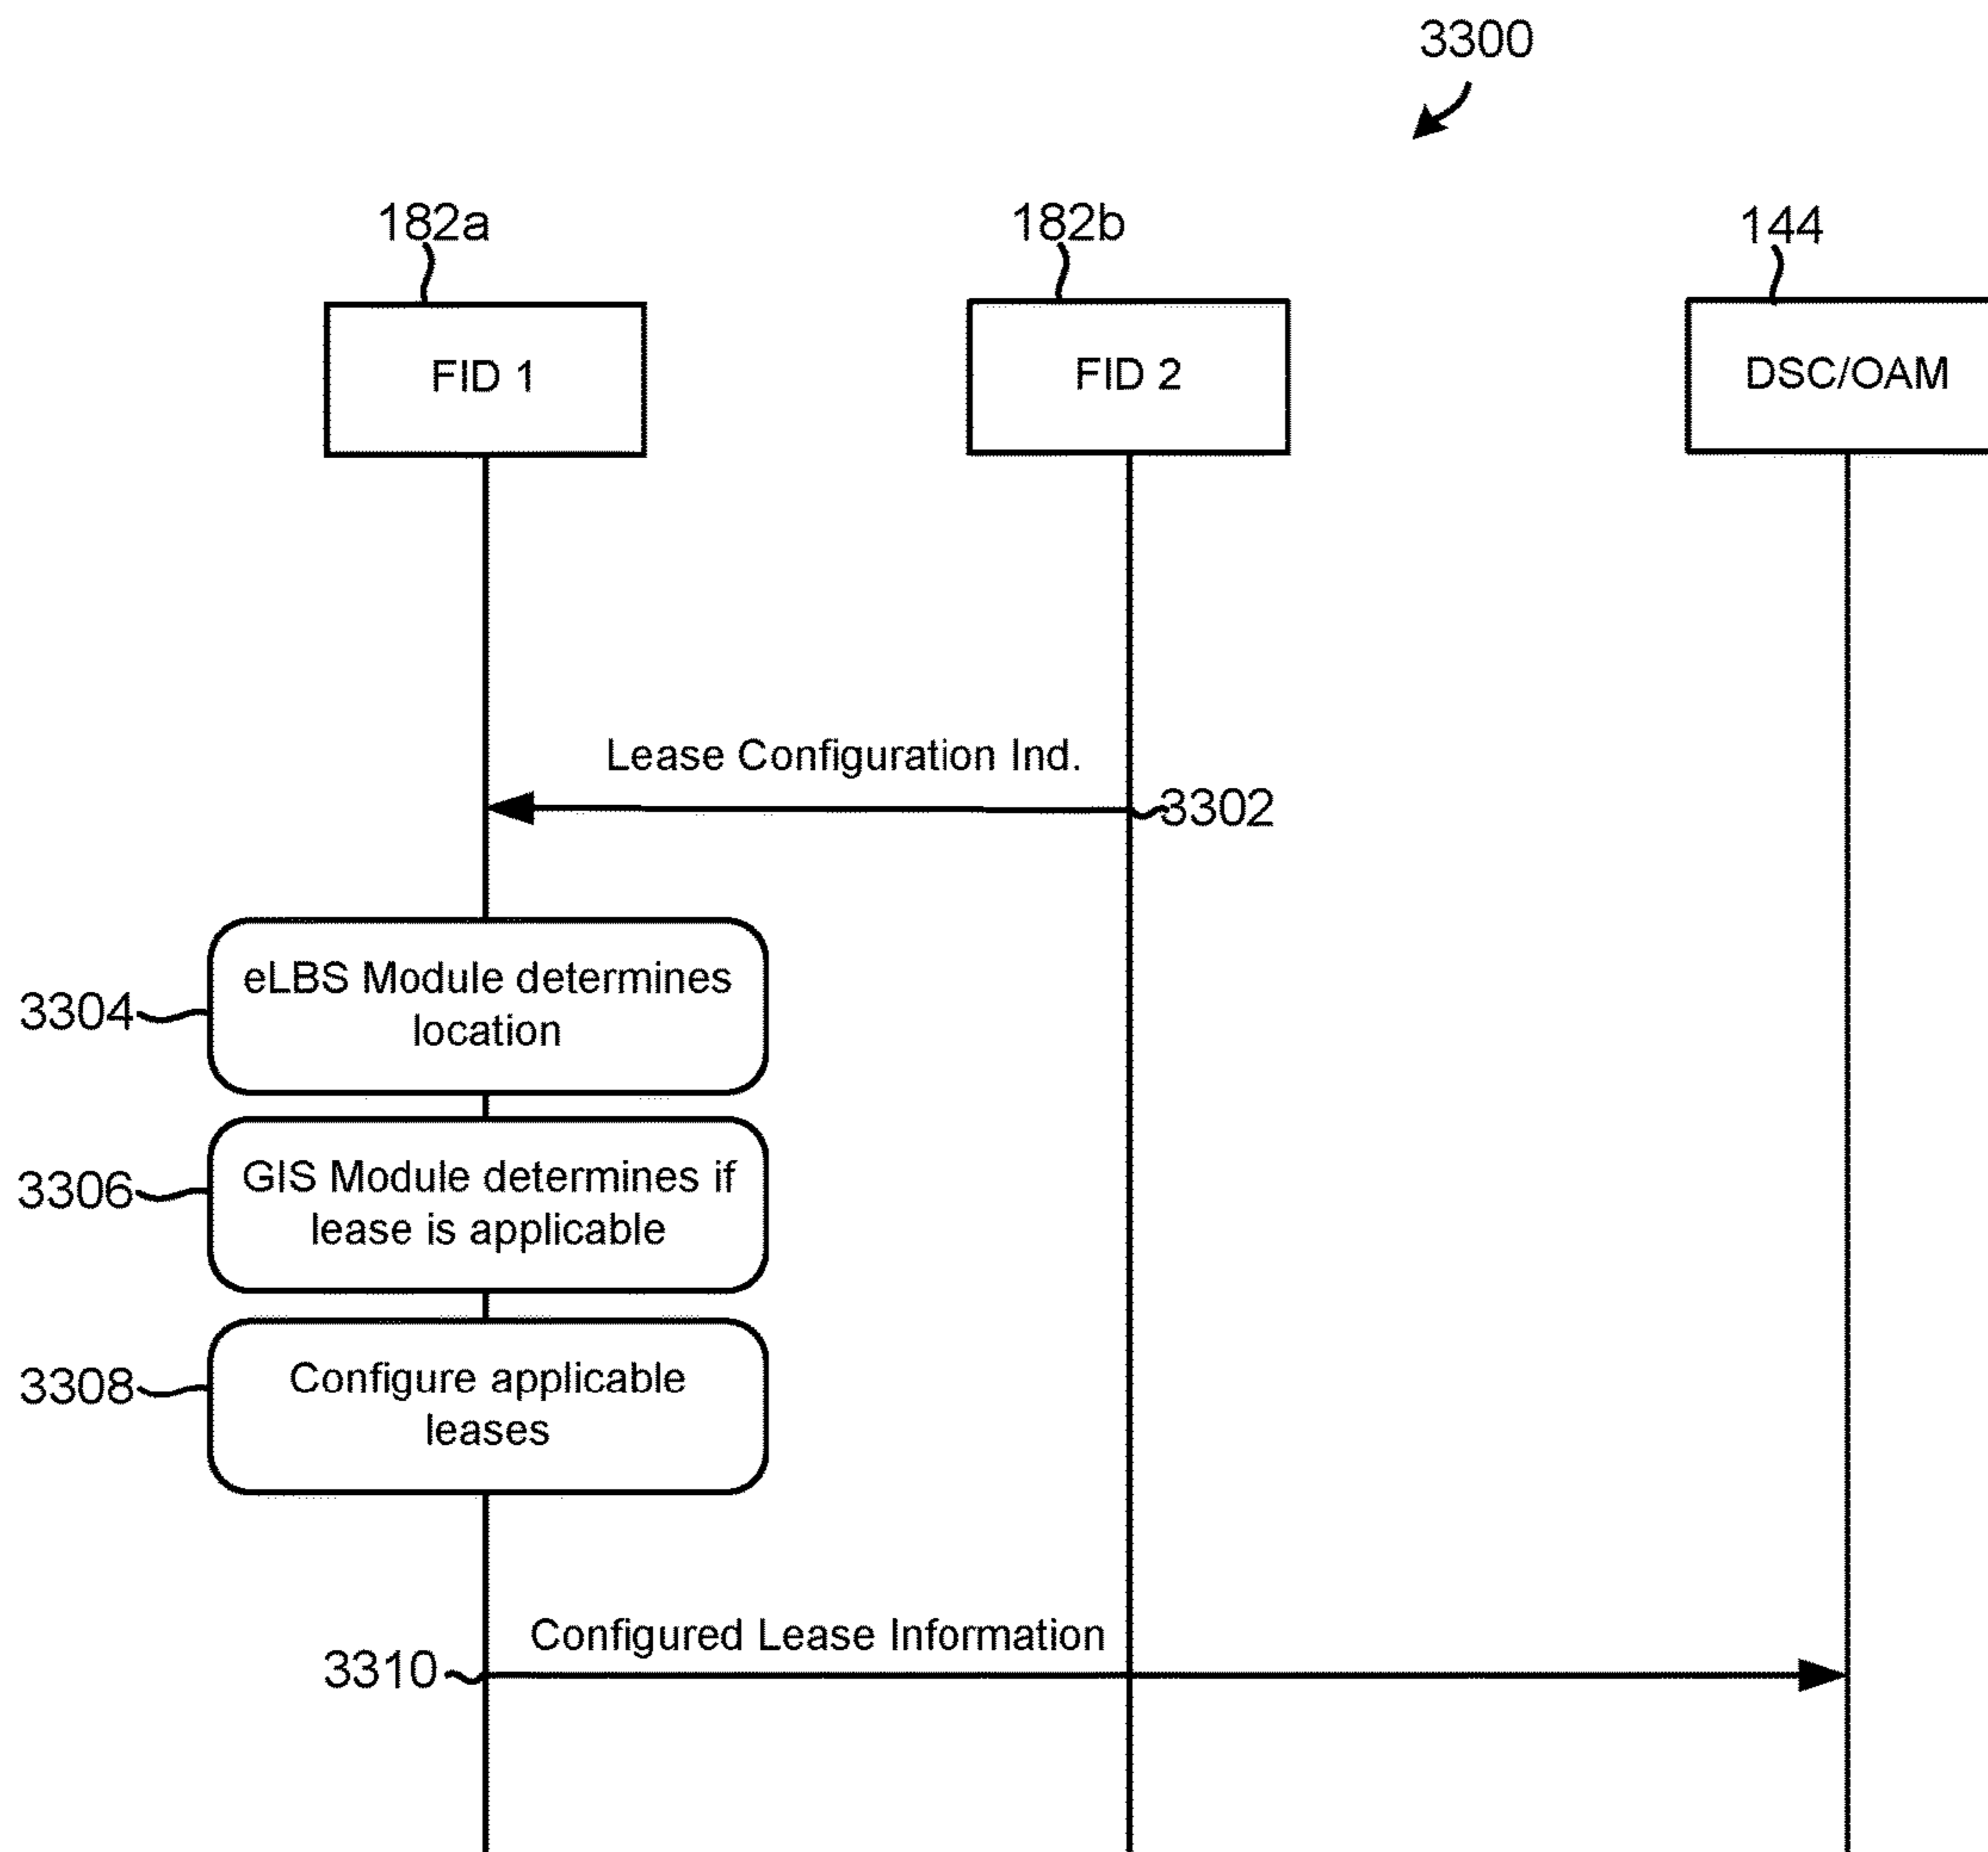 3300
182a
182b
144
FID 1
FID 2
DSC/OAM
Lease Configuration Ind.
3302
eLBS Module determines
location
3304
GIS Module determines if
lease is applicable
3306
Configure applicable
leases
3308
Configured Lease Information
3310